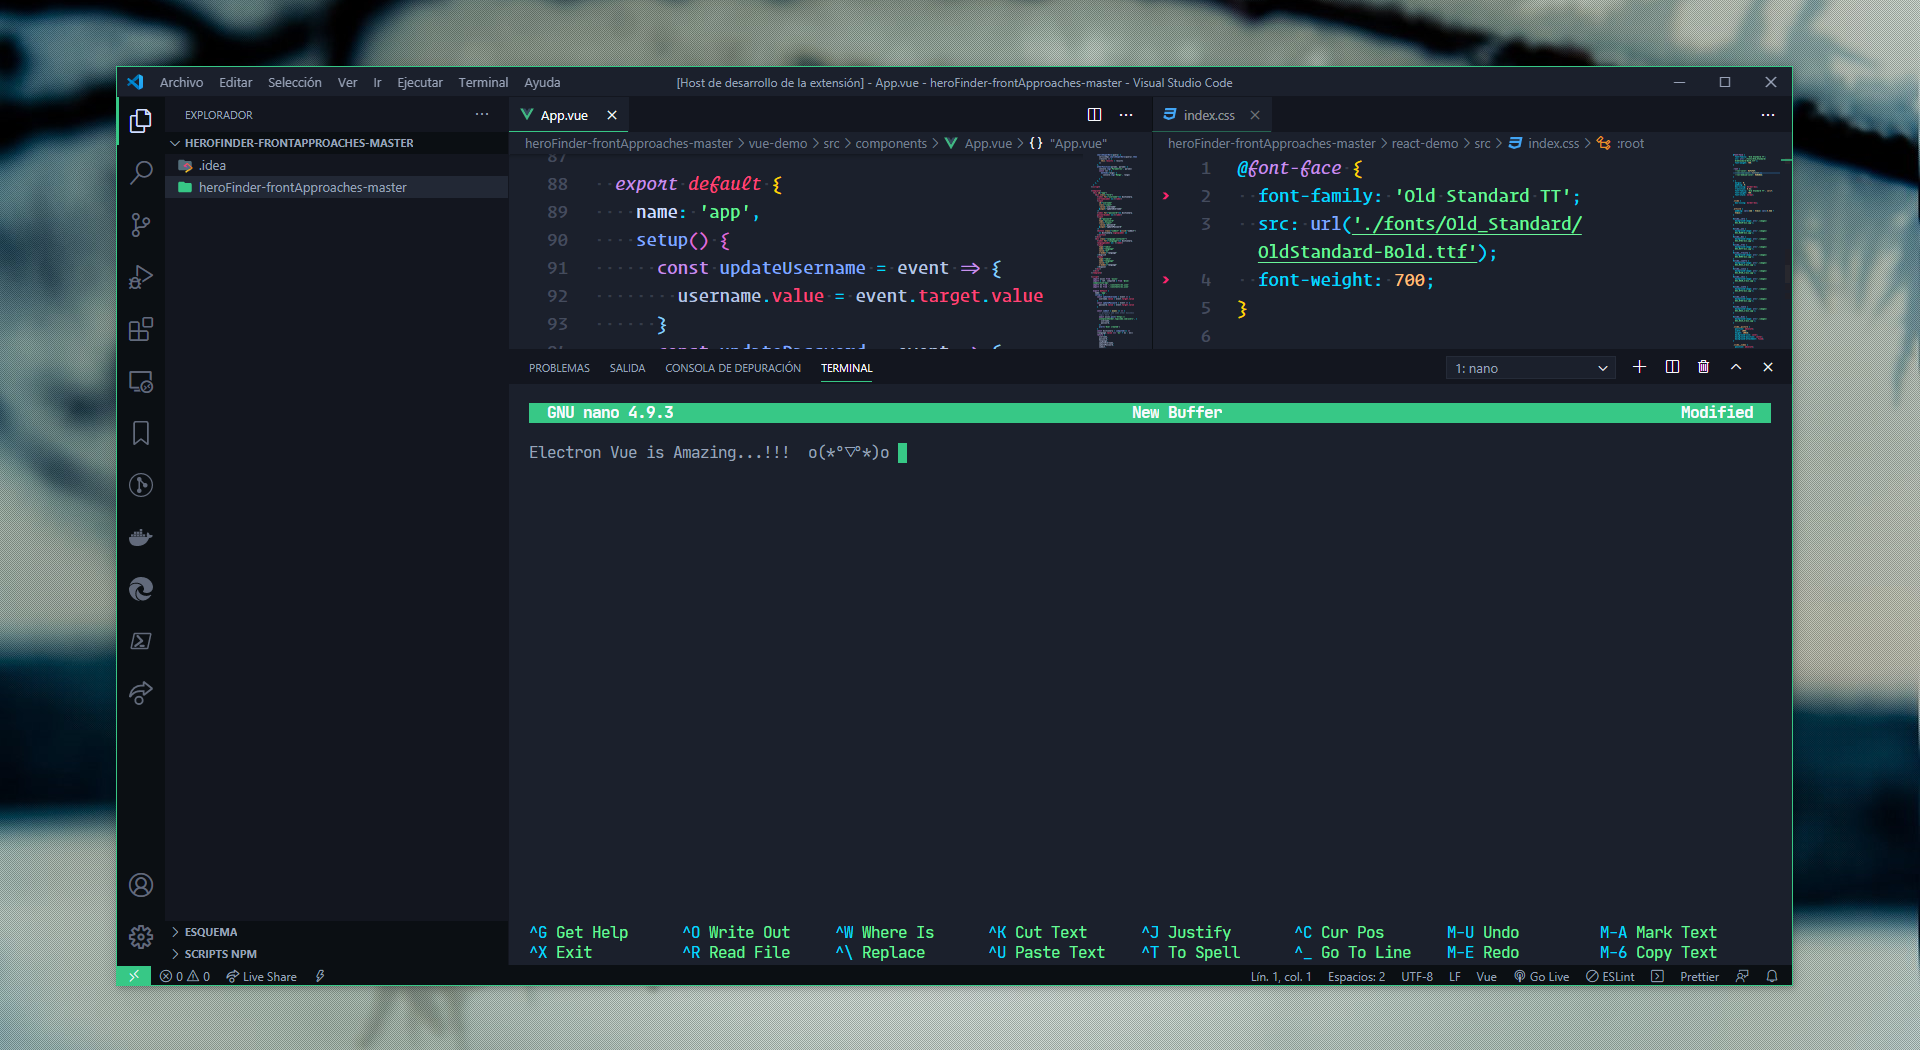 Archivo Editar Selección Ver Ir Ejecutar Terminal Ayuda
[Host de desarrollo de la extensión] - App.vue - heroFinder-frontApproaches-master - Visual Studio Code
EXPLORADOR
HEROFINDER-FRONTAPPROACHES-MASTER
.idea
heroFinder-frontApproaches-master
ESQUEMA
SCRIPTS NPM
App.vue
heroFinder-frontApproaches-master > vue-demo > src > components > App.vue > {} "App.vue"
87
88 export default {
89 name: 'app',
90 setup() {
91 const updateUsername = event => {
92 username.value = event.target.value
93 }
index.css
heroFinder-frontApproaches-master > react-demo > src > index.css > :root
1 @font-face {
2 font-family: 'Old Standard TT';
3 src: url('./fonts/Old_Standard/
OldStandard-Bold.ttf');
4 font-weight: 700;
5 }
6
PROBLEMAS SALIDA CONSOLA DE DEPURACIÓN TERMINAL
1: nano
GNU nano 4.9.3 New Buffer Modified
Electron Vue is Amazing...!!! o(*°▽°*)o
^G Get Help ^O Write Out ^W Where Is ^K Cut Text ^J Justify ^C Cur Pos M-U Undo M-A Mark Text
^X Exit ^R Read File ^\ Replace ^U Paste Text ^T To Spell ^_ Go To Line M-E Redo M-6 Copy Text
0 0 Live Share Lín. 1, col. 1 Espacios: 2 UTF-8 LF Vue Go Live ESLint Prettier